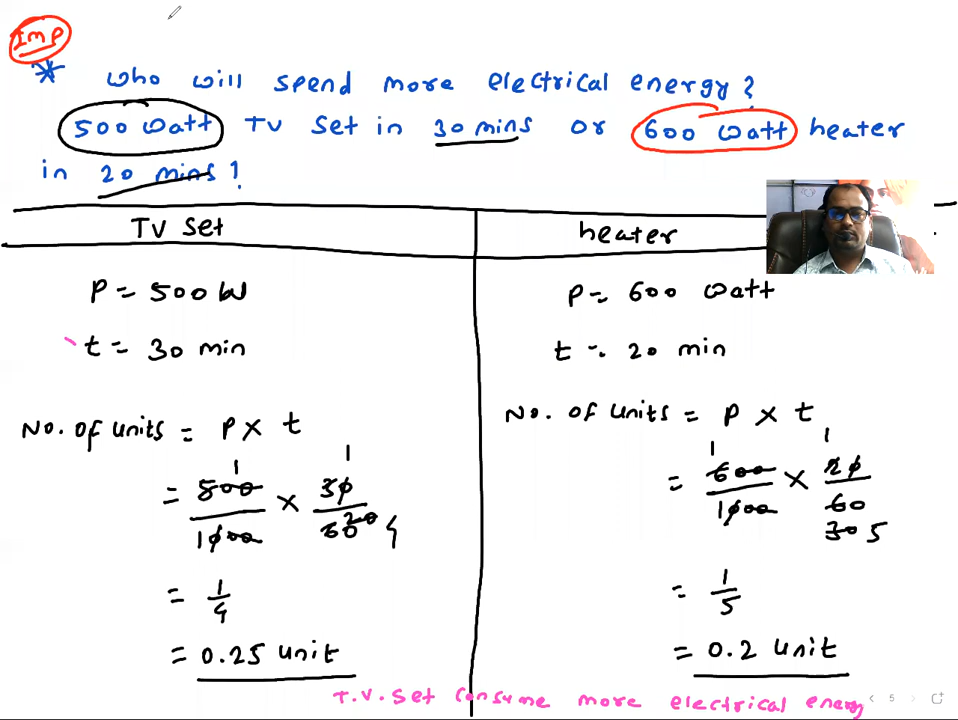 Imp
* who will spend more electrical energy?
500 watt TV Set in 30 mins or 600 watt heater
in 20 mins?
TV Set
P = 500 W
t = 30 min
No. of units = P x t
= 500/1000 x 30/60
= 1/4
= 0.25 unit
heater
P = 600 watt
t = 20 min
No. of units = P x t
= 600/1000 x 20/60
= 1/5
= 0.2 unit
T.V. Set consume more electrical energy
5